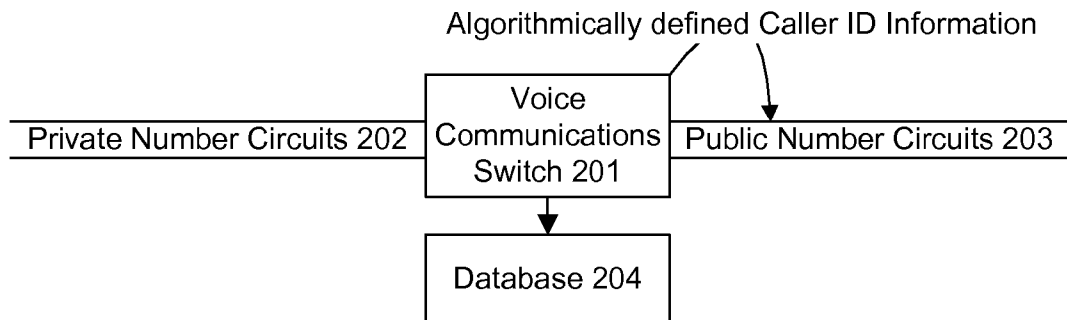 Algorithmically defined Caller ID Information
Voice
Communications
Switch 201
Private Number Circuits 202
Public Number Circuits 203
Database 204